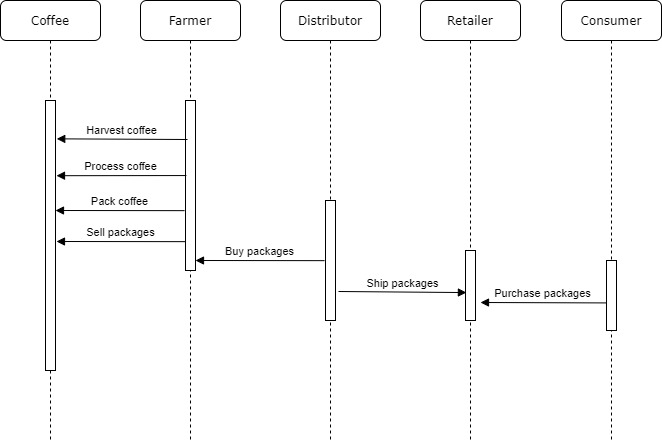 Coffee
Farmer
Distributor
Retailer
Consumer
Harvest coffee
Process coffee
Pack coffee
Sell packages
Buy packages
Ship packages
Purchase packages